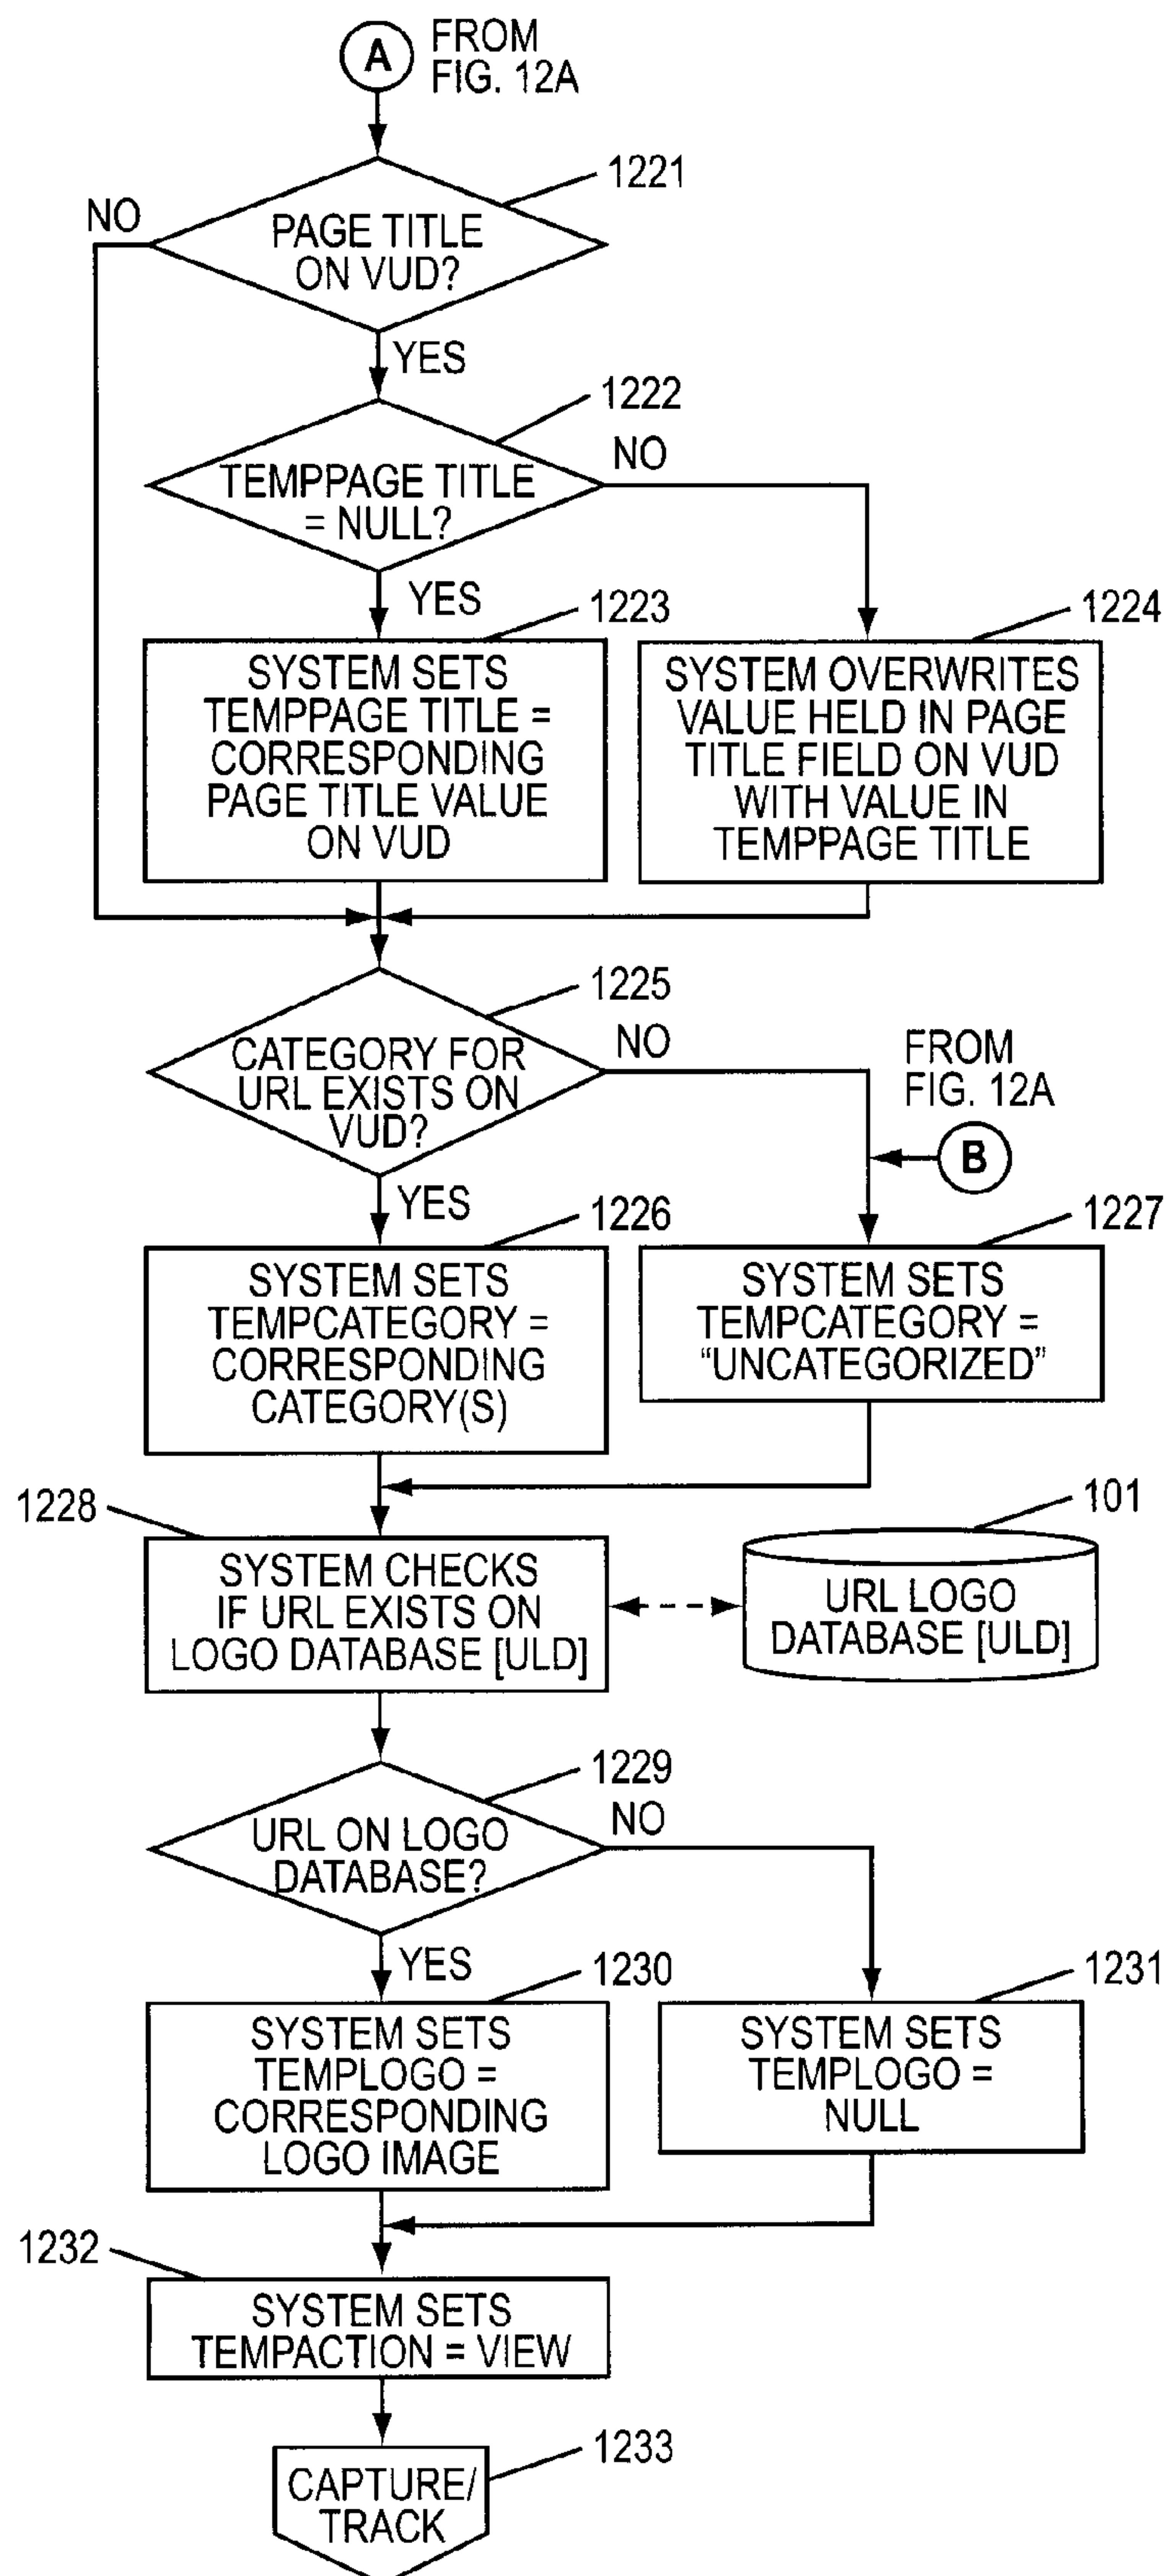 A
FROM
FIG. 12A
1221
NO
PAGE TITLE
ON VUD?
YES
1222
NO
TEMPPAGE TITLE
= NULL?
YES
1223
1224
SYSTEM SETS
TEMPPAGE TITLE =
CORRESPONDING
PAGE TITLE VALUE
ON VUD
SYSTEM OVERWRITES
VALUE HELD IN PAGE
TITLE FIELD ON VUD
WITH VALUE IN
TEMPPAGE TITLE
1225
NO
CATEGORY FOR
URL EXISTS ON
VUD?
FROM
FIG. 12A
B
YES
1226
1227
SYSTEM SETS
TEMPCATEGORY =
CORRESPONDING
CATEGORY(S)
SYSTEM SETS
TEMPCATEGORY =
“UNCATEGORIZED”
1228
101
SYSTEM CHECKS
IF URL EXISTS ON
LOGO DATABASE [ULD]
URL LOGO
DATABASE [ULD]
1229
NO
URL ON LOGO
DATABASE?
YES
1230
1231
SYSTEM SETS
TEMPLOGO =
CORRESPONDING
LOGO IMAGE
SYSTEM SETS
TEMPLOGO =
NULL
1232
SYSTEM SETS
TEMPACTION = VIEW
1233
CAPTURE/
TRACK